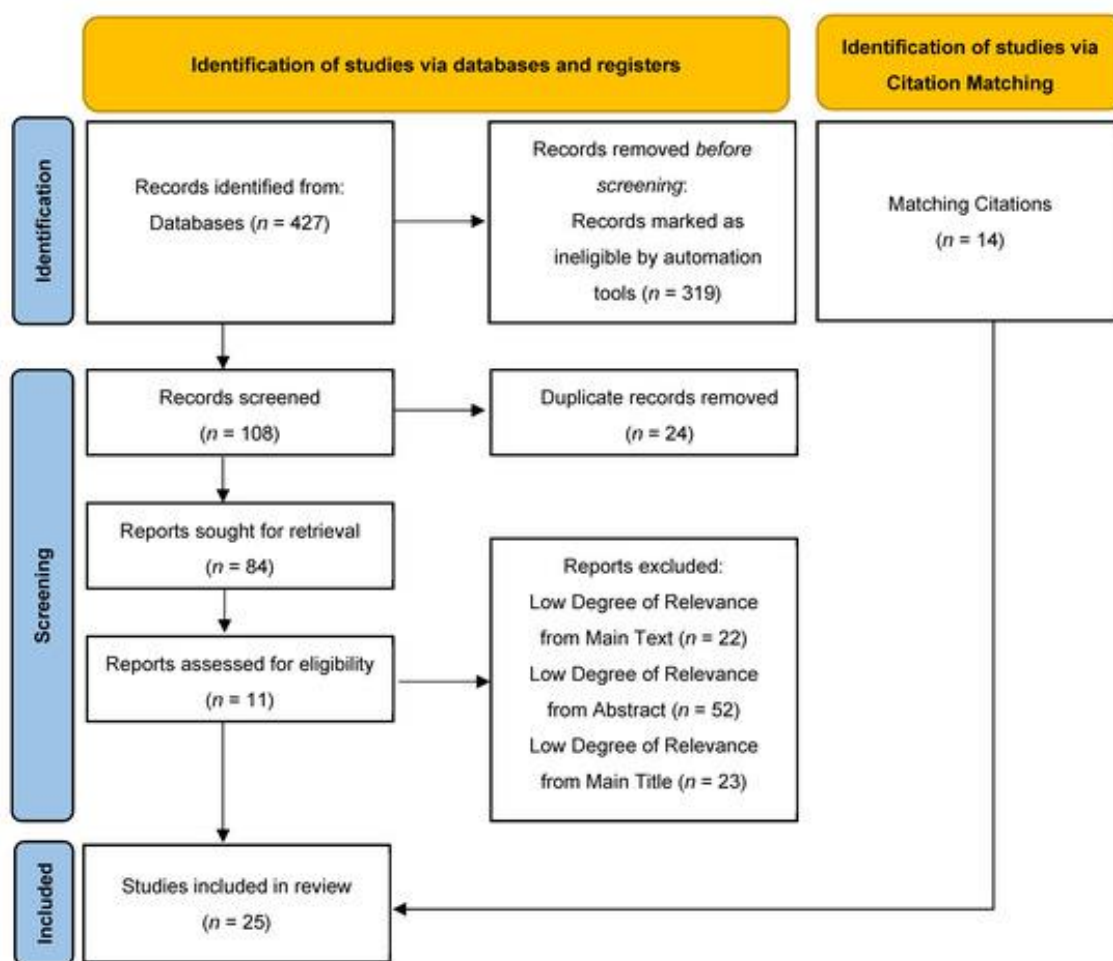 Identification of studies via databases and registers
Identification of studies via
Citation Matching
Identification
Records identified from:
Databases (n = 427)
Records removed before
screening:
Records marked as
ineligible by automation
tools (n = 319)
Matching Citations
(n = 14)
Screening
Records screened
(n = 108)
Duplicate records removed
(n = 24)
Reports sought for retrieval
(n = 84)
Reports assessed for eligibility
(n = 11)
Reports excluded:
Low Degree of Relevance
from Main Text (n = 22)
Low Degree of Relevance
from Abstract (n = 52)
Low Degree of Relevance
from Main Title (n = 23)
Included
Studies included in review
(n = 25)